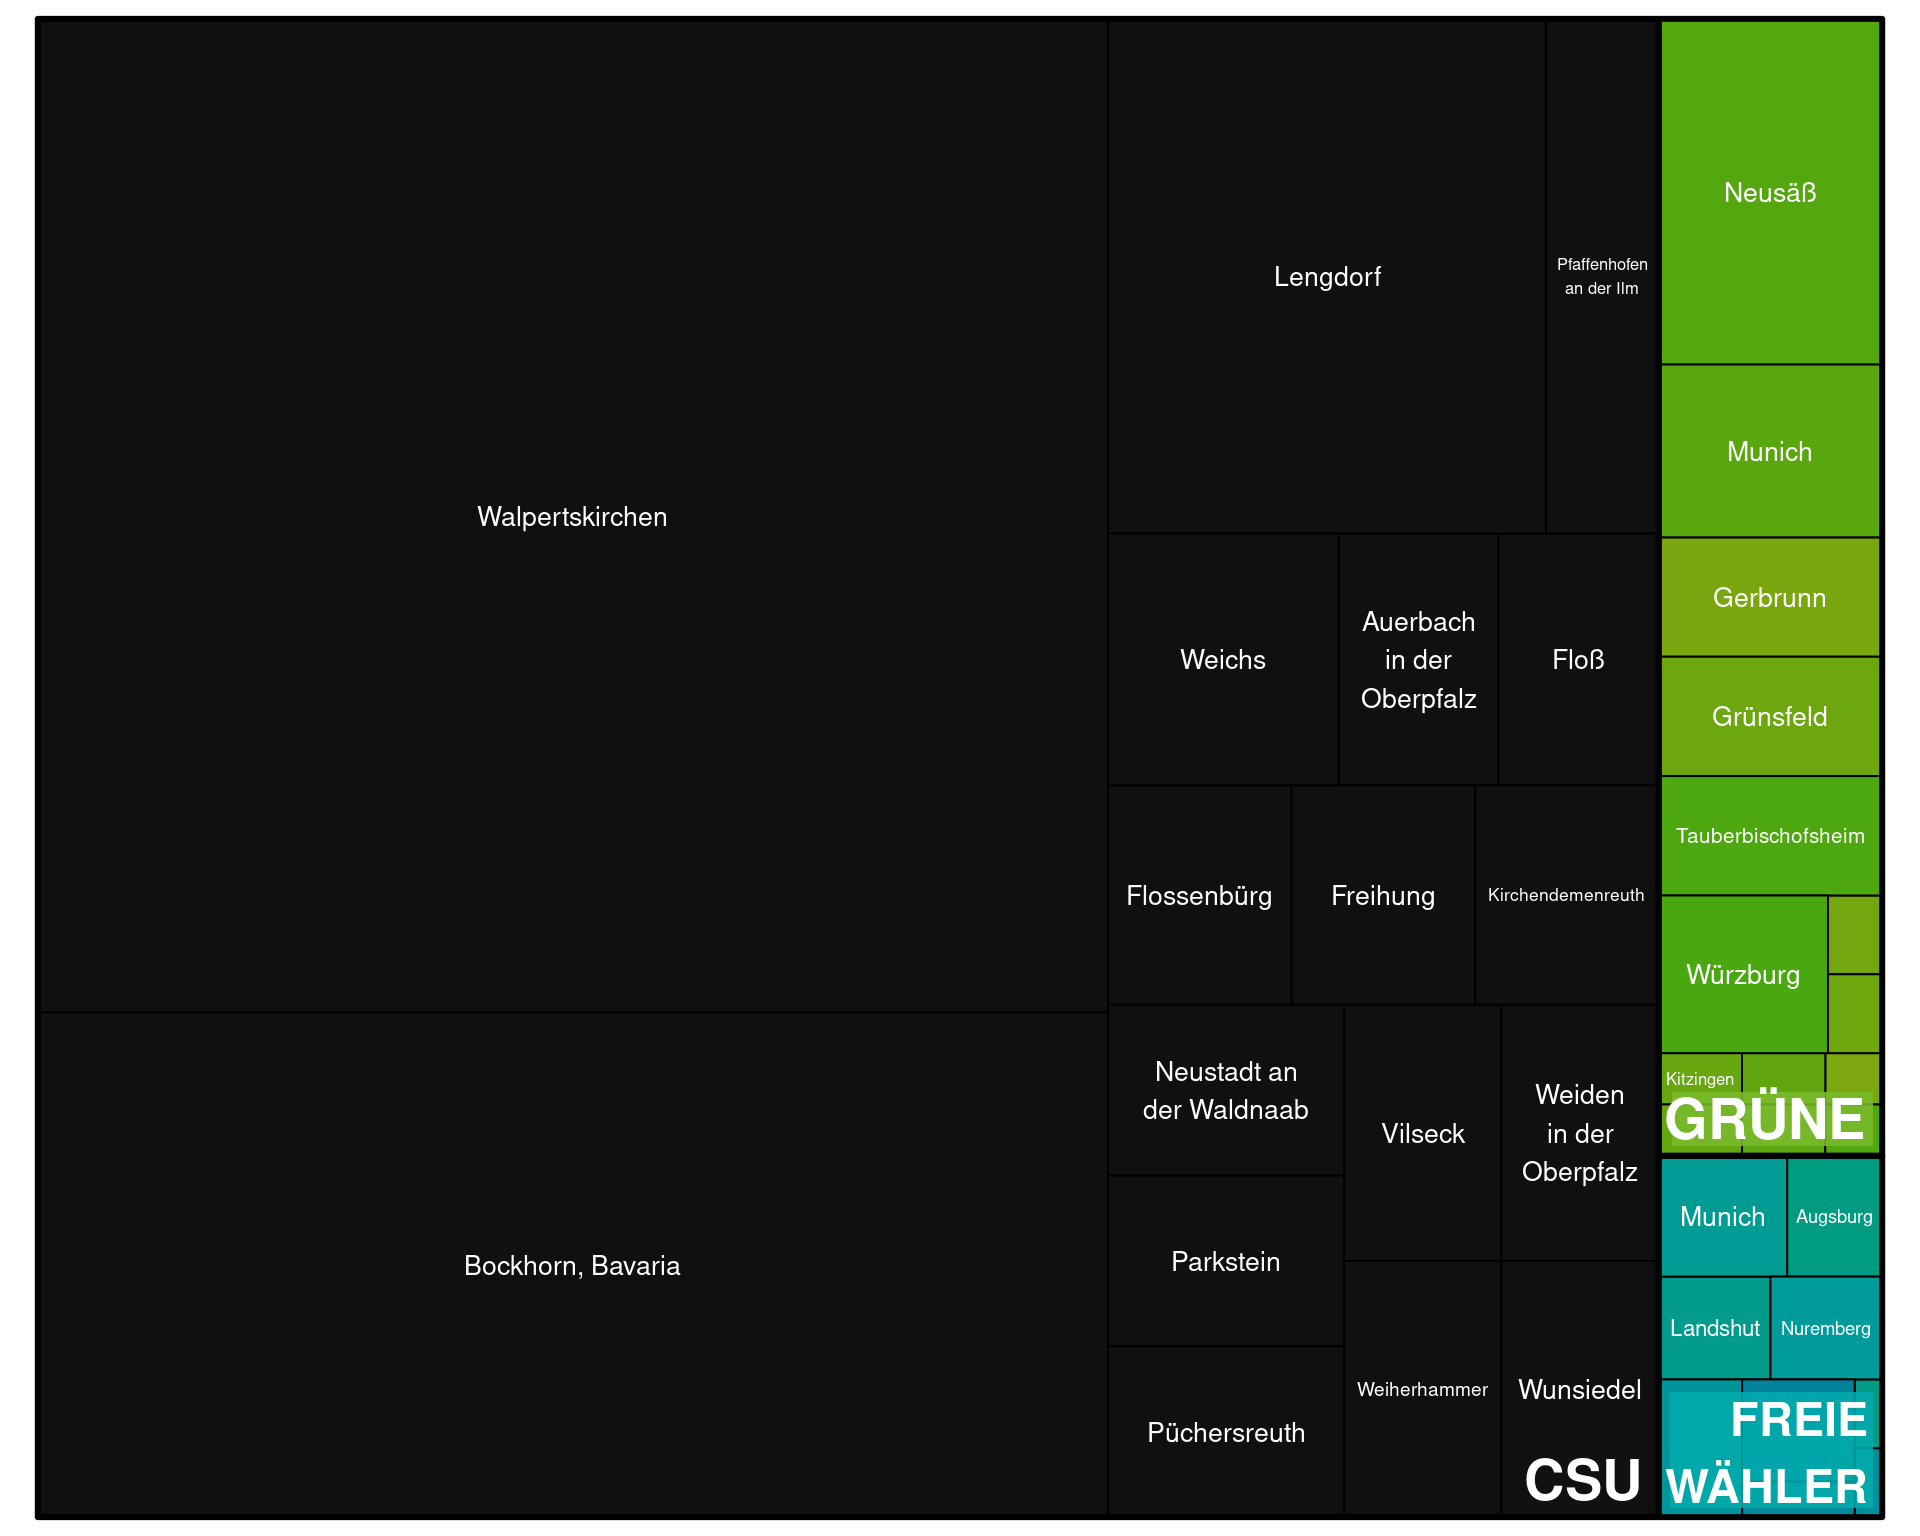 Walpertskirchen
Bockhorn, Bavaria
Lengdorf
Pfaffenhofen
an der Ilm
Weichs
Auerbach
in der
Oberpfalz
Floß
Flossenbürg
Freihung
Kirchendemenreuth
Neustadt an
der Waldnaab
Parkstein
Püchersreuth
Vilseck
Weiden
in der
Oberpfalz
Weiherhammer
Wunsiedel
CSU
Neusäß
Munich
Gerbrunn
Grünsfeld
Tauberbischofsheim
Würzburg
Kitzingen
GRÜNE
Munich
Augsburg
Landshut
Nuremberg
FREIE
WÄHLER